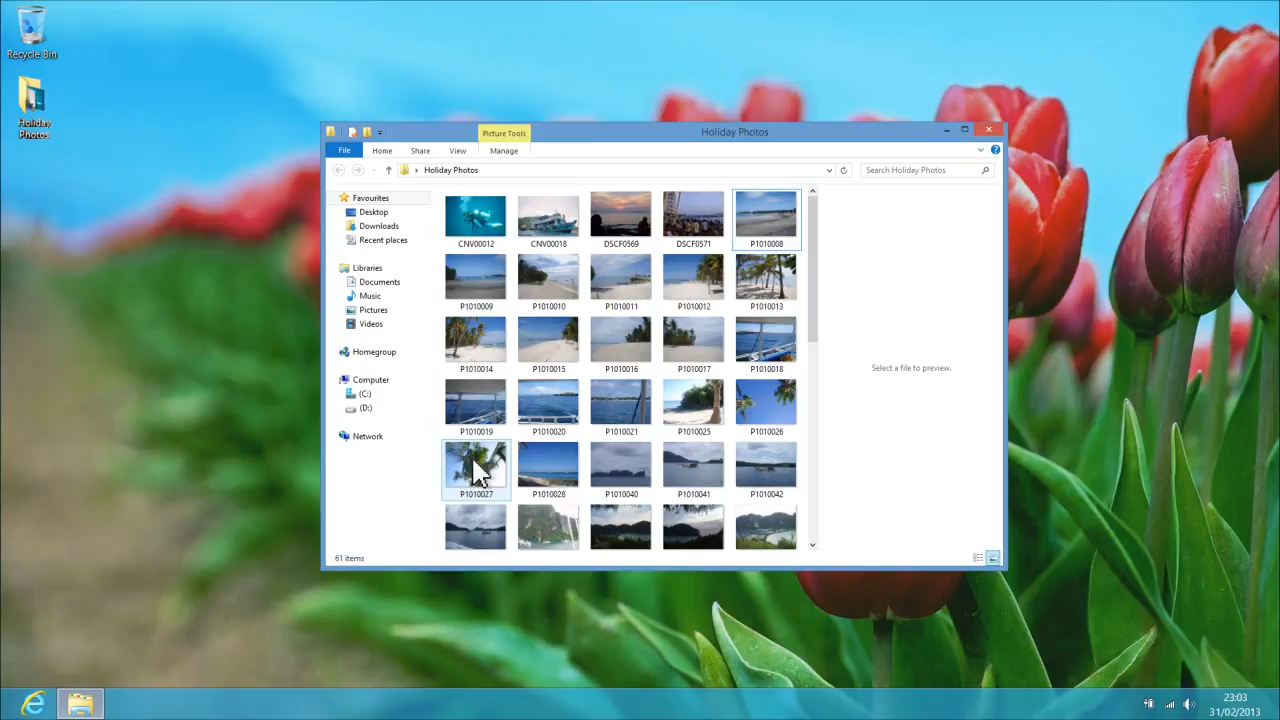 Recycle Bin
Holiday
Photos
Picture Tools
Holiday Photos
File
Home
Share
View
Manage
Holiday Photos
Search Holiday Photos
Favourites
Desktop
Downloads
Recent places
Libraries
Documents
Music
Pictures
Videos
Homegroup
Computer
(C:)
(D:)
Network
CNV00012
CNV00018
DSCF0569
DSCF0571
P1010008
P1010009
P1010010
P1010011
P1010012
P1010013
P1010014
P1010015
P1010016
P1010017
P1010018
P1010019
P1010020
P1010021
P1010025
P1010026
P1010027
P1010028
P1010040
P1010041
P1010042
Select a file to preview.
61 items
23:03
31/02/2013